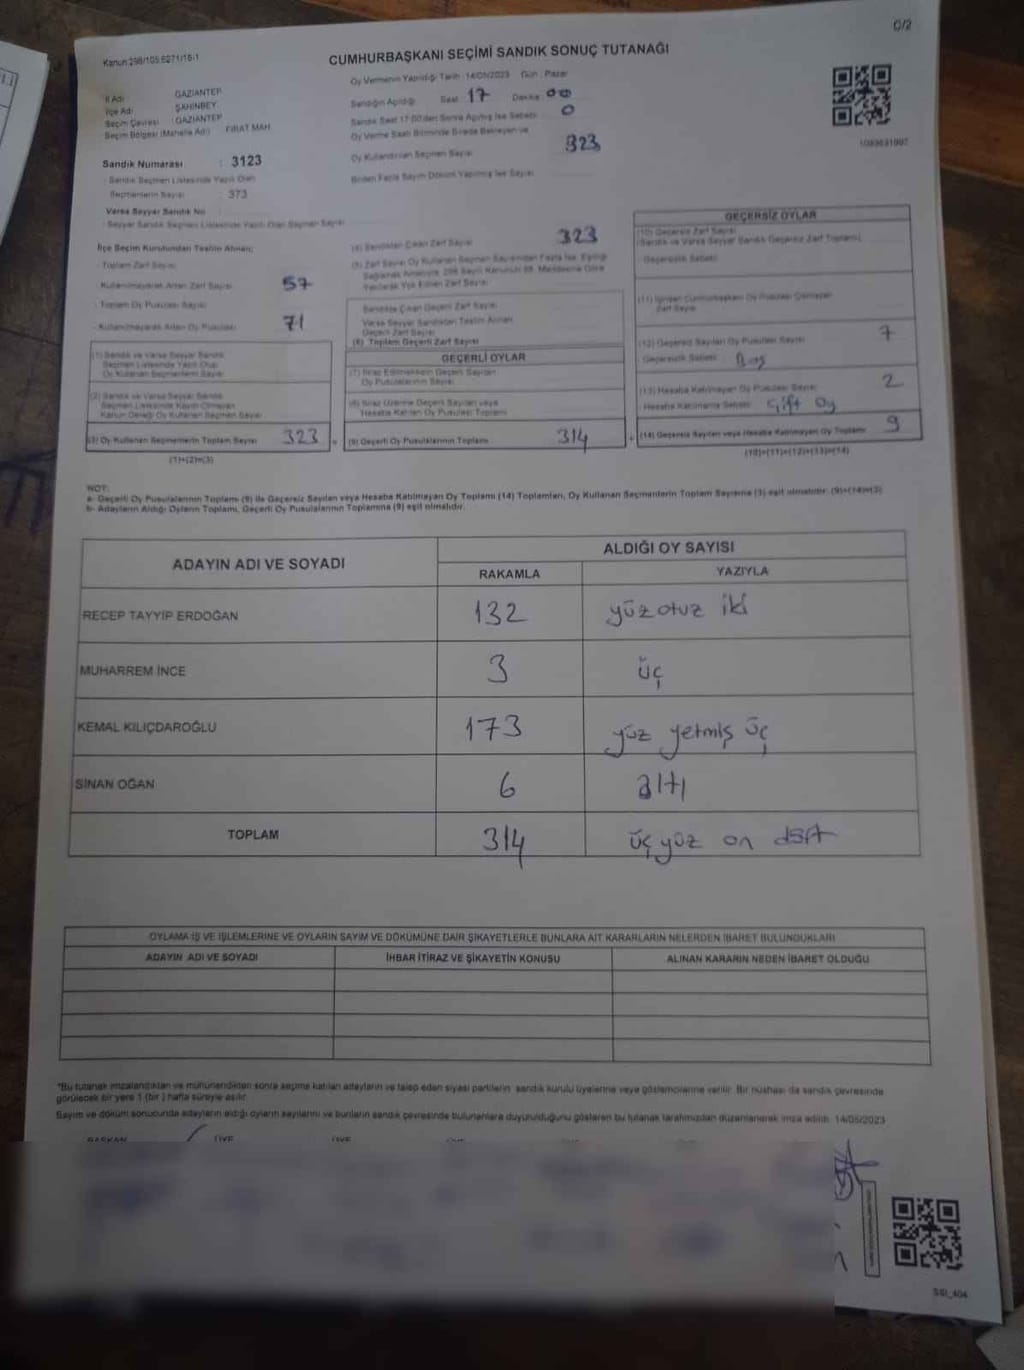 C/2
Kanun:298/105.6271/16-1
CUMHURBAŞKANI SEÇİMİ SANDIK SONUÇ TUTANAĞI
Oy Vermenin Yapıldığı Tarih : 14/05/2023 Gün : Pazar
İl Adı : GAZİANTEP
İlçe Adı : ŞAHİNBEY
Seçim Çevresi : GAZİANTEP
Seçim Bölgesi (Mahalle Adı) : FIRAT MAH.
Sandığın Açıldığı Saat 17 Dakika 00
Sandık Saat 17:00'den Sonra Açılmış İse Sebebi 0
Oy Verme Saati Bitiminde Sırada Bekleyen ve
Oy Kullandırılan Seçmen Sayısı 323
Birden Fazla Sayım Döküm Yapılmış İse Sayısı
Sandık Numarası : 3123
- Sandık Seçmen Listesinde Yazılı Olan
Seçmenlerin Sayısı : 373
Varsa Seyyar Sandık No
- Seyyar Sandık Seçmen Listesinde Yazılı Olan Seçmen Sayısı
İlçe Seçim Kurulundan Teslim Alınan;
- Toplam Zarf Sayısı
- Kullanılmayarak Artan Zarf Sayısı 57
- Toplam Oy Pusulası Sayısı
- Kullanılmayarak Artan Oy Pusulası 71
(1) Sandık ve Varsa Seyyar Sandık
Seçmen Listesinde Yazılı Olup
Oy Kullanan Seçmenlerin Sayısı
(2) Sandık ve Varsa Seyyar Sandık
Seçmen Listesinde Kayıtlı Olmayan
Kanun Gereği Oy Kullanan Seçmen Sayısı
(3) Oy Kullanan Seçmenlerin Toplam Sayısı 323
(1)+(2)=(3)
(4) Sandıktan Çıkan Zarf Sayısı 323
(5) Zarf Sayısı Oy Kullanan Seçmen Sayısından Fazla İse, Eşitliği
Sağlamak Amacıyla, 298 Sayılı Kanunun 98. Maddesine Göre
Yakılarak Yok Edilen Zarf Sayısı
Sandıkta Çıkan Geçerli Zarf Sayısı
Varsa Seyyar Sandıktan Teslim Alınan
Geçerli Zarf Sayısı
(6) Toplam Geçerli Zarf Sayısı
GEÇERLİ OYLAR
(7) İtiraz Edilmeksizin Geçerli Sayılan
Oy Pusulalarının Sayısı
(8) İtiraz Üzerine Geçerli Sayılan veya
Hesaba Katılan Oy Pusulası Toplamı
(9) Geçerli Oy Pusulalarının Toplamı 314
GEÇERSİZ OYLAR
(10) Geçersiz Zarf Sayısı
(Sandık ve Varsa Seyyar Sandık Geçersiz Zarf Toplamı)
Geçersizlik Sebebi
(11) İçinden Cumhurbaşkanı Oy Pusulası Çıkmayan
Zarf Sayısı
(12) Geçersiz Sayılan Oy Pusulası Sayısı 7
Geçersizlik Sebebi : Boş
(13) Hesaba Katılmayan Oy Pusulası Sayısı 2
Hesaba Katılmama Sebebi : Çift Oy
(14) Geçersiz Sayılan veya Hesaba Katılmayan Oy Toplamı 9
(10)+(11)+(12)+(13)=(14)
NOT:
a- Geçerli Oy Pusulalarının Toplamı (9) ile Geçersiz Sayılan veya Hesaba Katılmayan Oy Toplamı (14) Toplamları, Oy Kullanan Seçmenlerin Toplam Sayısına (3) eşit olmalıdır. (9)+(14)=(3)
b- Adayların Aldığı Oyların Toplamı, Geçerli Oy Pusulalarının Toplamına (9) eşit olmalıdır.
ADAYIN ADI VE SOYADI
ALDIĞI OY SAYISI
RAKAMLA YAZIYLA
RECEP TAYYİP ERDOĞAN 132 yüz otuz iki
MUHARREM İNCE 3 üç
KEMAL KILIÇDAROĞLU 173 yüz yetmiş üç
SİNAN OĞAN 6 altı
TOPLAM 314 üç yüz on dört
OYLAMA İŞ VE İŞLEMLERİNE VE OYLARIN SAYIM VE DÖKÜMÜNE DAİR ŞİKAYETLERLE BUNLARA AİT KARARLARIN NELERDEN İBARET BULUNDUKLARI
ADAYIN ADI VE SOYADI İHBAR İTİRAZ VE ŞİKAYETİN KONUSU ALINAN KARARIN NEDEN İBARET OLDUĞU
*Bu tutanak imzalandıktan ve mühürlendikten sonra seçime katılan adayların ve talep eden siyasi partilerin sandık kurulu üyelerine veya gözlemcilerine verilir. Bir nüshası da sandık çevresinde
görülecek bir yere 1 (bir) hafta süreyle asılır.
Sayım ve döküm sonucunda adayların aldığı oyların sayılarını ve bunların sandık çevresinde bulunanlara duyurulduğunu gösteren bu tutanak tarafımızdan düzenlenerek imza edildi. 14/05/2023
BAŞKAN ÜYE ÜYE
SSI_404